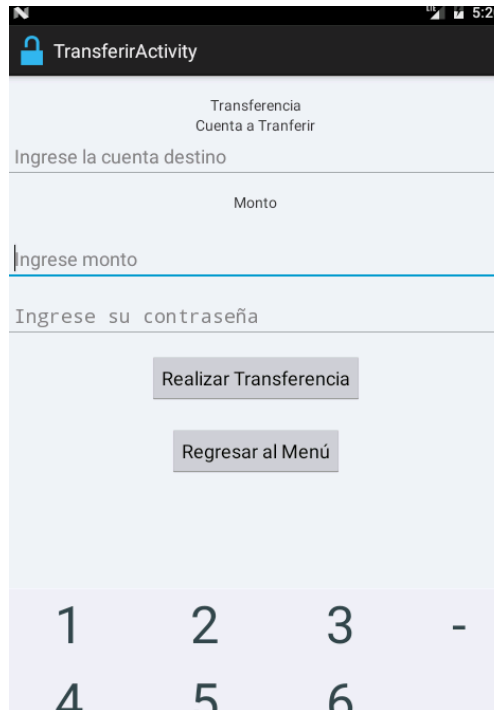 N LTE 5:2
TransferirActivity
Transferencia
Cuenta a Tranferir
Ingrese la cuenta destino
Monto
Ingrese monto
Ingrese su contraseña
Realizar Transferencia
Regresar al Menú
1 2 3 -
4 5 6